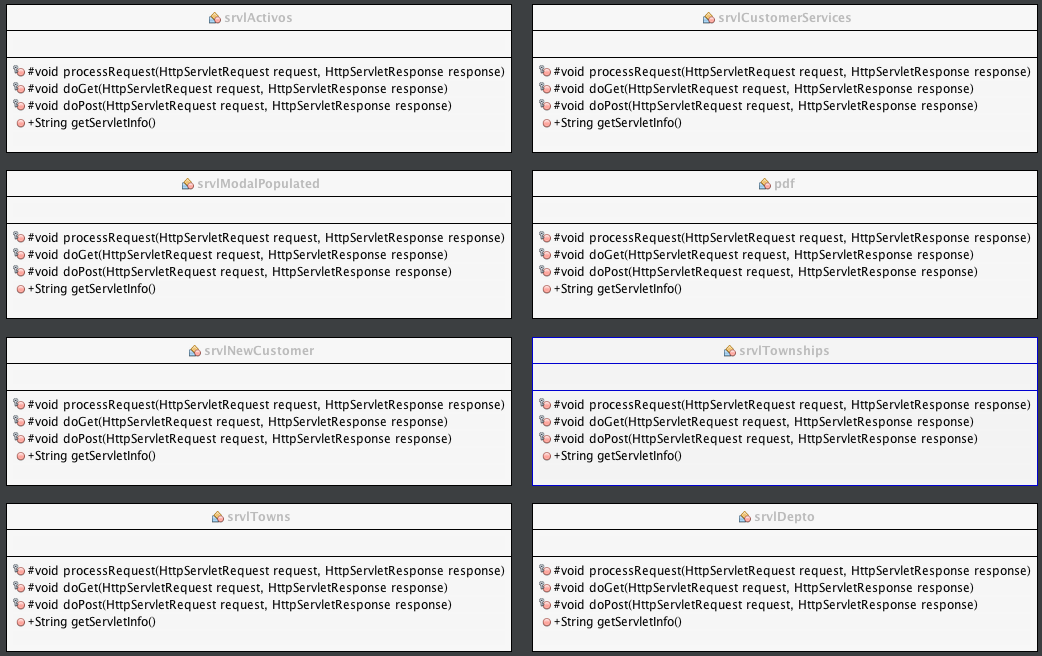 srvlActivos
#void processRequest(HttpServletRequest request, HttpServletResponse response)
#void doGet(HttpServletRequest request, HttpServletResponse response)
#void doPost(HttpServletRequest request, HttpServletResponse response)
+String getServletInfo()
srvlCustomerServices
#void processRequest(HttpServletRequest request, HttpServletResponse response)
#void doGet(HttpServletRequest request, HttpServletResponse response)
#void doPost(HttpServletRequest request, HttpServletResponse response)
+String getServletInfo()
srvlModalPopulated
#void processRequest(HttpServletRequest request, HttpServletResponse response)
#void doGet(HttpServletRequest request, HttpServletResponse response)
#void doPost(HttpServletRequest request, HttpServletResponse response)
+String getServletInfo()
pdf
#void processRequest(HttpServletRequest request, HttpServletResponse response)
#void doGet(HttpServletRequest request, HttpServletResponse response)
#void doPost(HttpServletRequest request, HttpServletResponse response)
+String getServletInfo()
srvlNewCustomer
#void processRequest(HttpServletRequest request, HttpServletResponse response)
#void doGet(HttpServletRequest request, HttpServletResponse response)
#void doPost(HttpServletRequest request, HttpServletResponse response)
+String getServletInfo()
srvlTownships
#void processRequest(HttpServletRequest request, HttpServletResponse response)
#void doGet(HttpServletRequest request, HttpServletResponse response)
#void doPost(HttpServletRequest request, HttpServletResponse response)
+String getServletInfo()
srvlTowns
#void processRequest(HttpServletRequest request, HttpServletResponse response)
#void doGet(HttpServletRequest request, HttpServletResponse response)
#void doPost(HttpServletRequest request, HttpServletResponse response)
+String getServletInfo()
srvlDepto
#void processRequest(HttpServletRequest request, HttpServletResponse response)
#void doGet(HttpServletRequest request, HttpServletResponse response)
#void doPost(HttpServletRequest request, HttpServletResponse response)
+String getServletInfo()